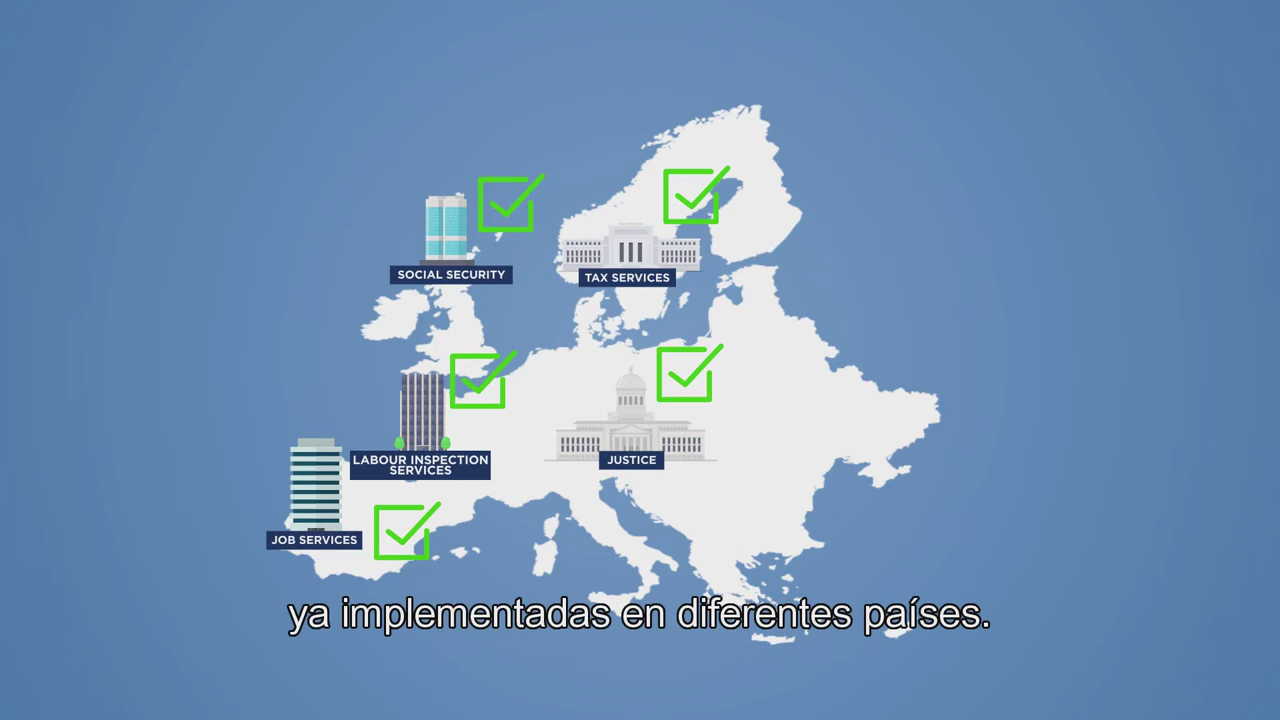 SOCIAL SECURITY
TAX SERVICES
LABOUR INSPECTION
SERVICES
JUSTICE
JOB SERVICES
ya implementadas en diferentes países.